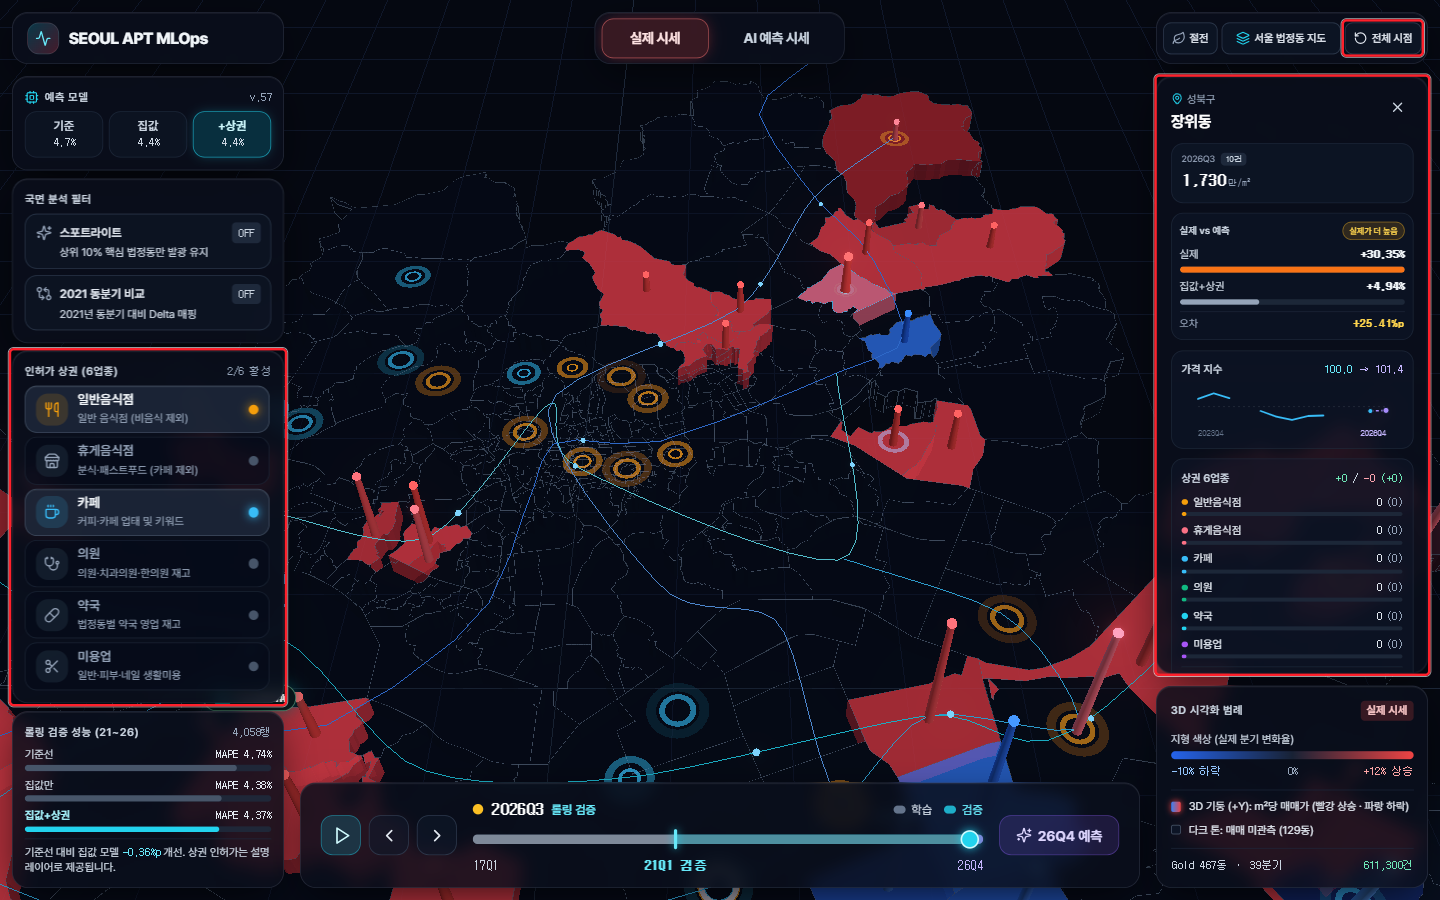 SEOUL APT MLOps
실제 시세
AI 예측 시세
절전
서울 법정동 지도
전체 시점
예측 모델
v.57
기준
4.7%
집값
4.4%
+상권
4.4%
국면 분석 필터
스포트라이트
OFF
상위 10% 핵심 법정동만 발광 유지
2021 동분기 비교
OFF
2021년 동분기 대비 Delta 매핑
인허가 상권 (6업종)
2/6 활성
일반음식점
일반 음식점 (비음식 제외)
휴게음식점
분식·패스트푸드 (카페 제외)
카페
커피·카페 업태 및 키워드
의원
의원·치과의원·한의원 재고
약국
법정동별 약국 영업 재고
미용업
일반·피부·네일 생활미용
롤링 검증 성능 (21~26)
4,058행
기준선
MAPE 4.74%
집값만
MAPE 4.38%
집값+상권
MAPE 4.37%
기준선 대비 집값 모델 -0.36%p 개선. 상권 인허가는 설명
레이어로 제공됩니다.
2026Q3 롤링 검증
학습
검증
17Q1
21Q1 검증
26Q4
26Q4 예측
성북구
장위동
2026Q3 10건
1,730만/㎡
실제 vs 예측
실제가 더 높음
실제
+30.35%
집값+상권
+4.94%
오차
+25.41%p
가격 지수
100.0 → 101.4
2023Q4
2026Q4
상권 6업종
+0 / -0 (+0)
일반음식점
0 (0)
휴게음식점
0 (0)
카페
0 (0)
의원
0 (0)
약국
0 (0)
미용업
0 (0)
3D 시각화 범례
실제 시세
지형 색상 (실제 분기 변화율)
-10% 하락
0%
+12% 상승
3D 기둥 (+Y): m²당 매매가 (빨강 상승 · 파랑 하락)
다크 톤: 매매 미관측 (129동)
Gold 467동 · 39분기
611,300건